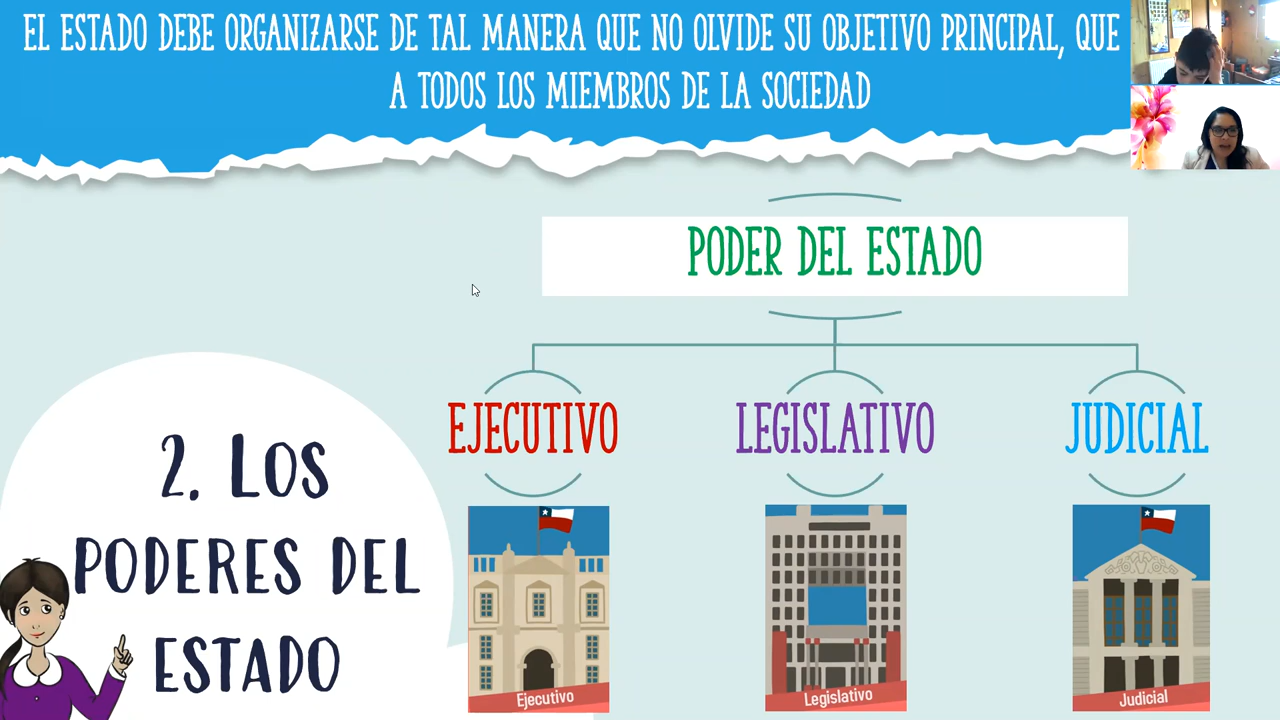 EL ESTADO DEBE ORGANIZARSE DE TAL MANERA QUE NO OLVIDE SU OBJETIVO PRINCIPAL, QUE
A TODOS LOS MIEMBROS DE LA SOCIEDAD
PODER DEL ESTADO
EJECUTIVO
LEGISLATIVO
JUDICIAL
2. LOS
PODERES DEL
ESTADO
Ejecutivo
Legislativo
Judicial